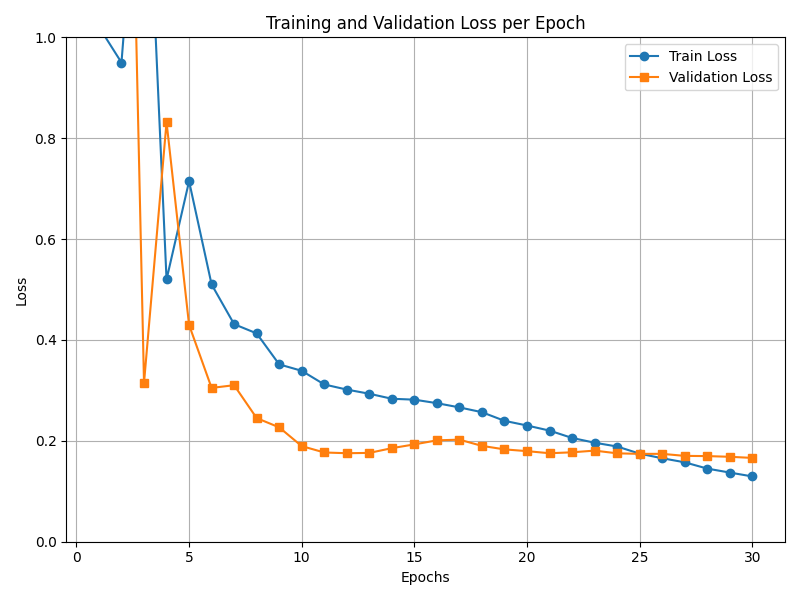 Training and Validation Loss per Epoch
Train Loss
Validation Loss
1.0
0.8
0.6
0.4
0.2
0.0
Loss
0 5 10 15 20 25 30
Epochs